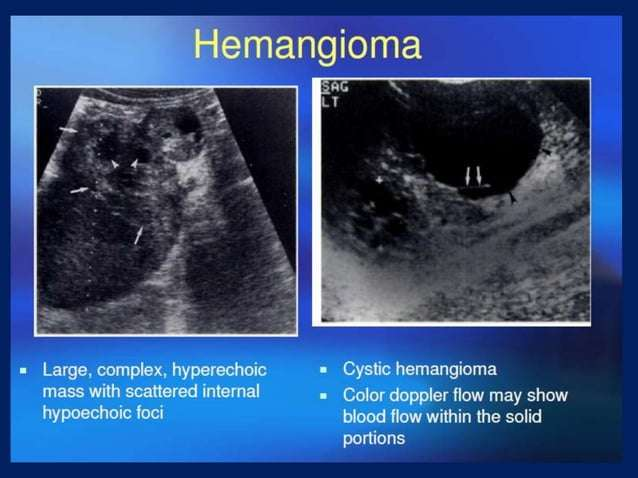 Hemangioma
SAG
LT
▪ Large, complex, hyperechoic
mass with scattered internal
hypoechoic foci
▪ Cystic hemangioma
▪ Color doppler flow may show
blood flow within the solid
portions